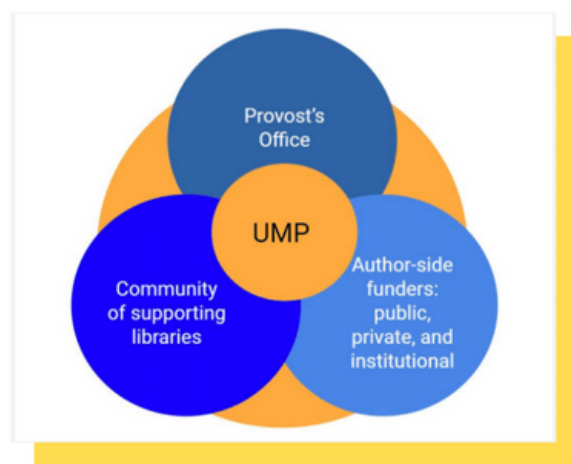 Provost's
Office
UMP
Community
of supporting
libraries
Author-side
funders:
public,
private, and
institutional